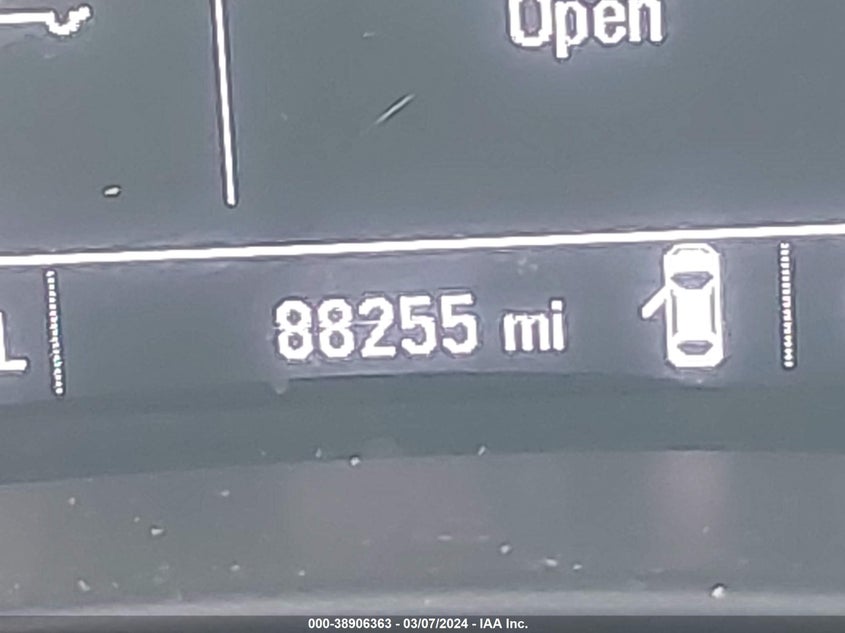 Open
L
88255 mi
000-38906363 - 03/07/2024 - IAA Inc.